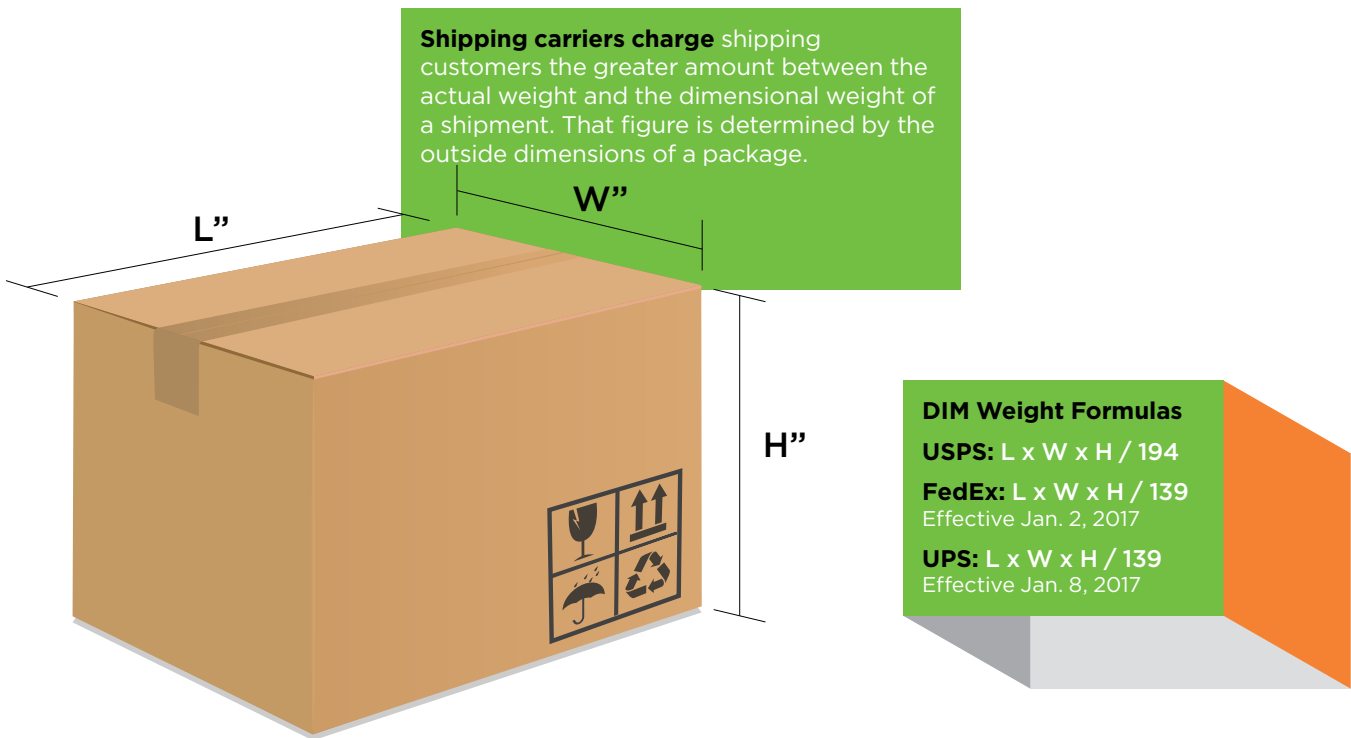 Shipping carriers charge shipping
customers the greater amount between the
actual weight and the dimensional weight of
a shipment. That figure is determined by the
outside dimensions of a package.
L”
W”
H”
DIM Weight Formulas
USPS: L x W x H / 194
FedEx: L x W x H / 139
Effective Jan. 2, 2017
UPS: L x W x H / 139
Effective Jan. 8, 2017